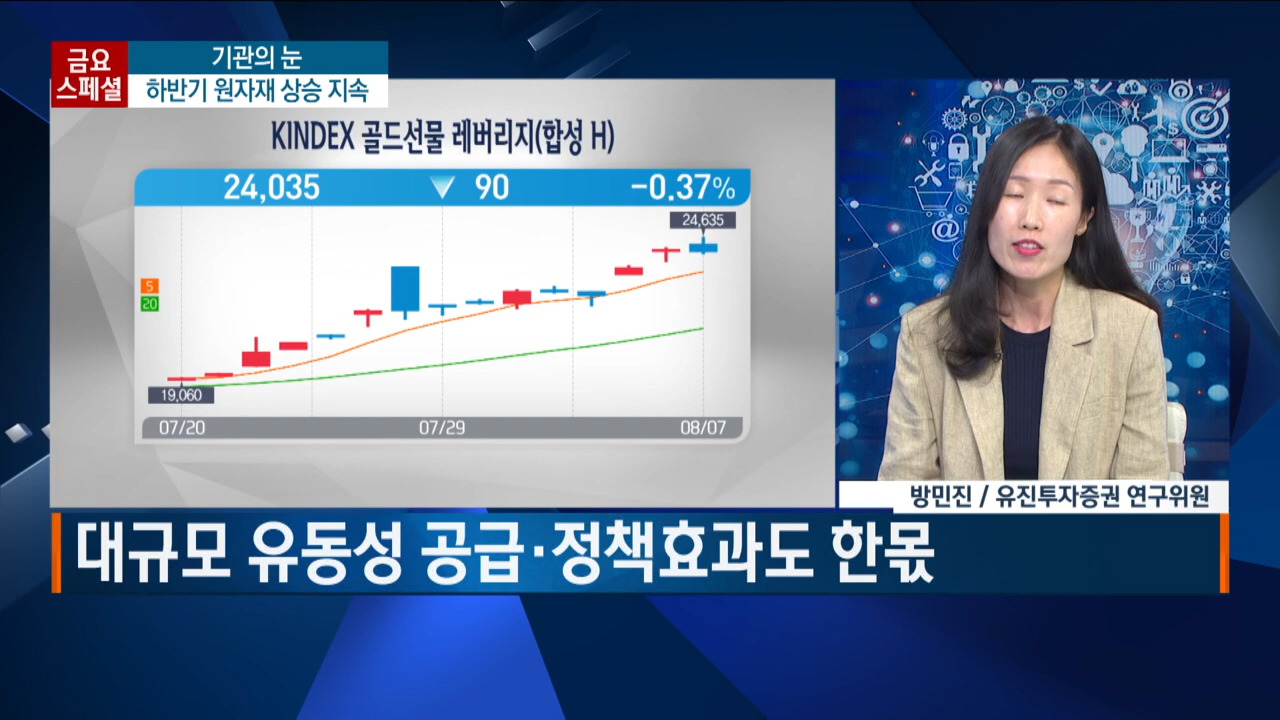 금요
스페셜
기관의 눈
하반기 원자재 상승 지속
KINDEX 골드선물 레버리지(합성 H)
24,035 ▼ 90 -0.37%
24,635
5
20
19,060
07/20 07/29 08/07
@
방민진 / 유진투자증권 연구위원
대규모 유동성 공급·정책효과도 한몫